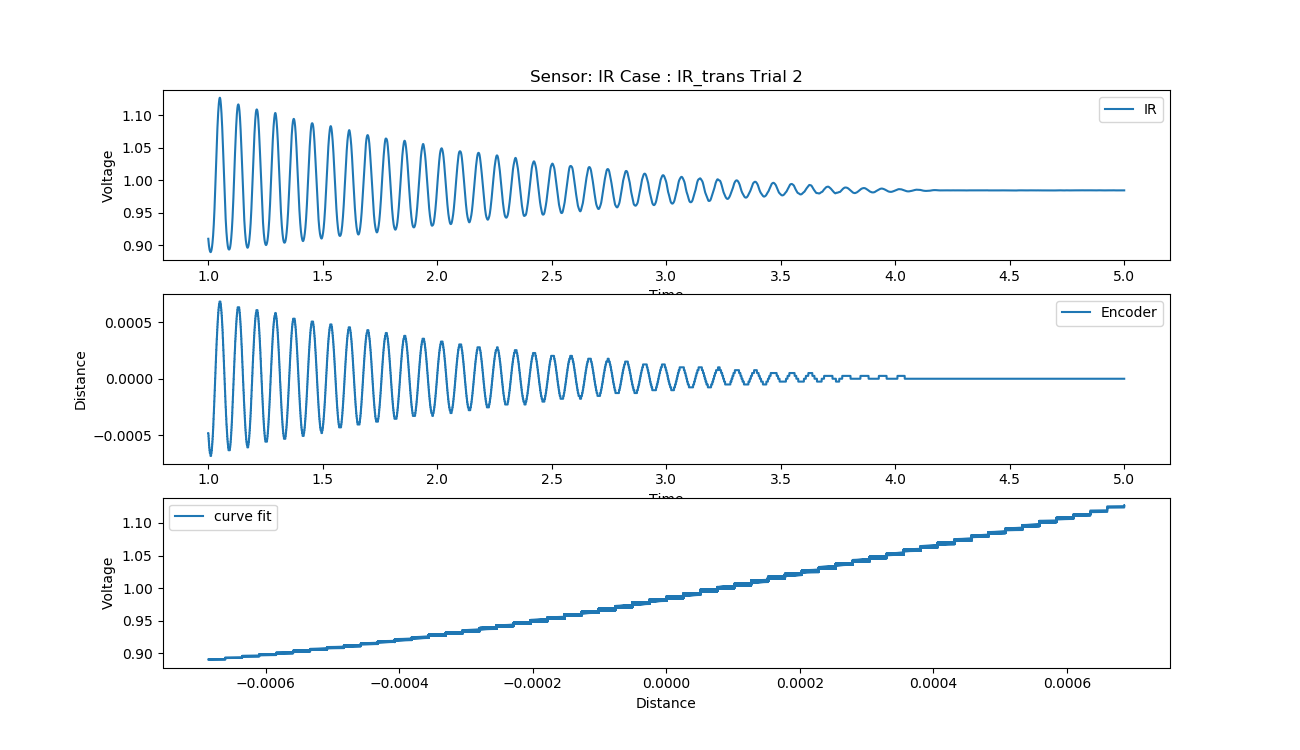 Sensor: IR Case : IR_trans Trial 2
IR
Voltage
1.10
1.05
1.00
0.95
0.90
1.0 1.5 2.0 2.5 3.0 3.5 4.0 4.5 5.0
Time
Encoder
Distance
0.0005
0.0000
−0.0005
1.0 1.5 2.0 2.5 3.0 3.5 4.0 4.5 5.0
Time
curve fit
Voltage
1.10
1.05
1.00
0.95
0.90
−0.0006 −0.0004 −0.0002 0.0000 0.0002 0.0004 0.0006
Distance